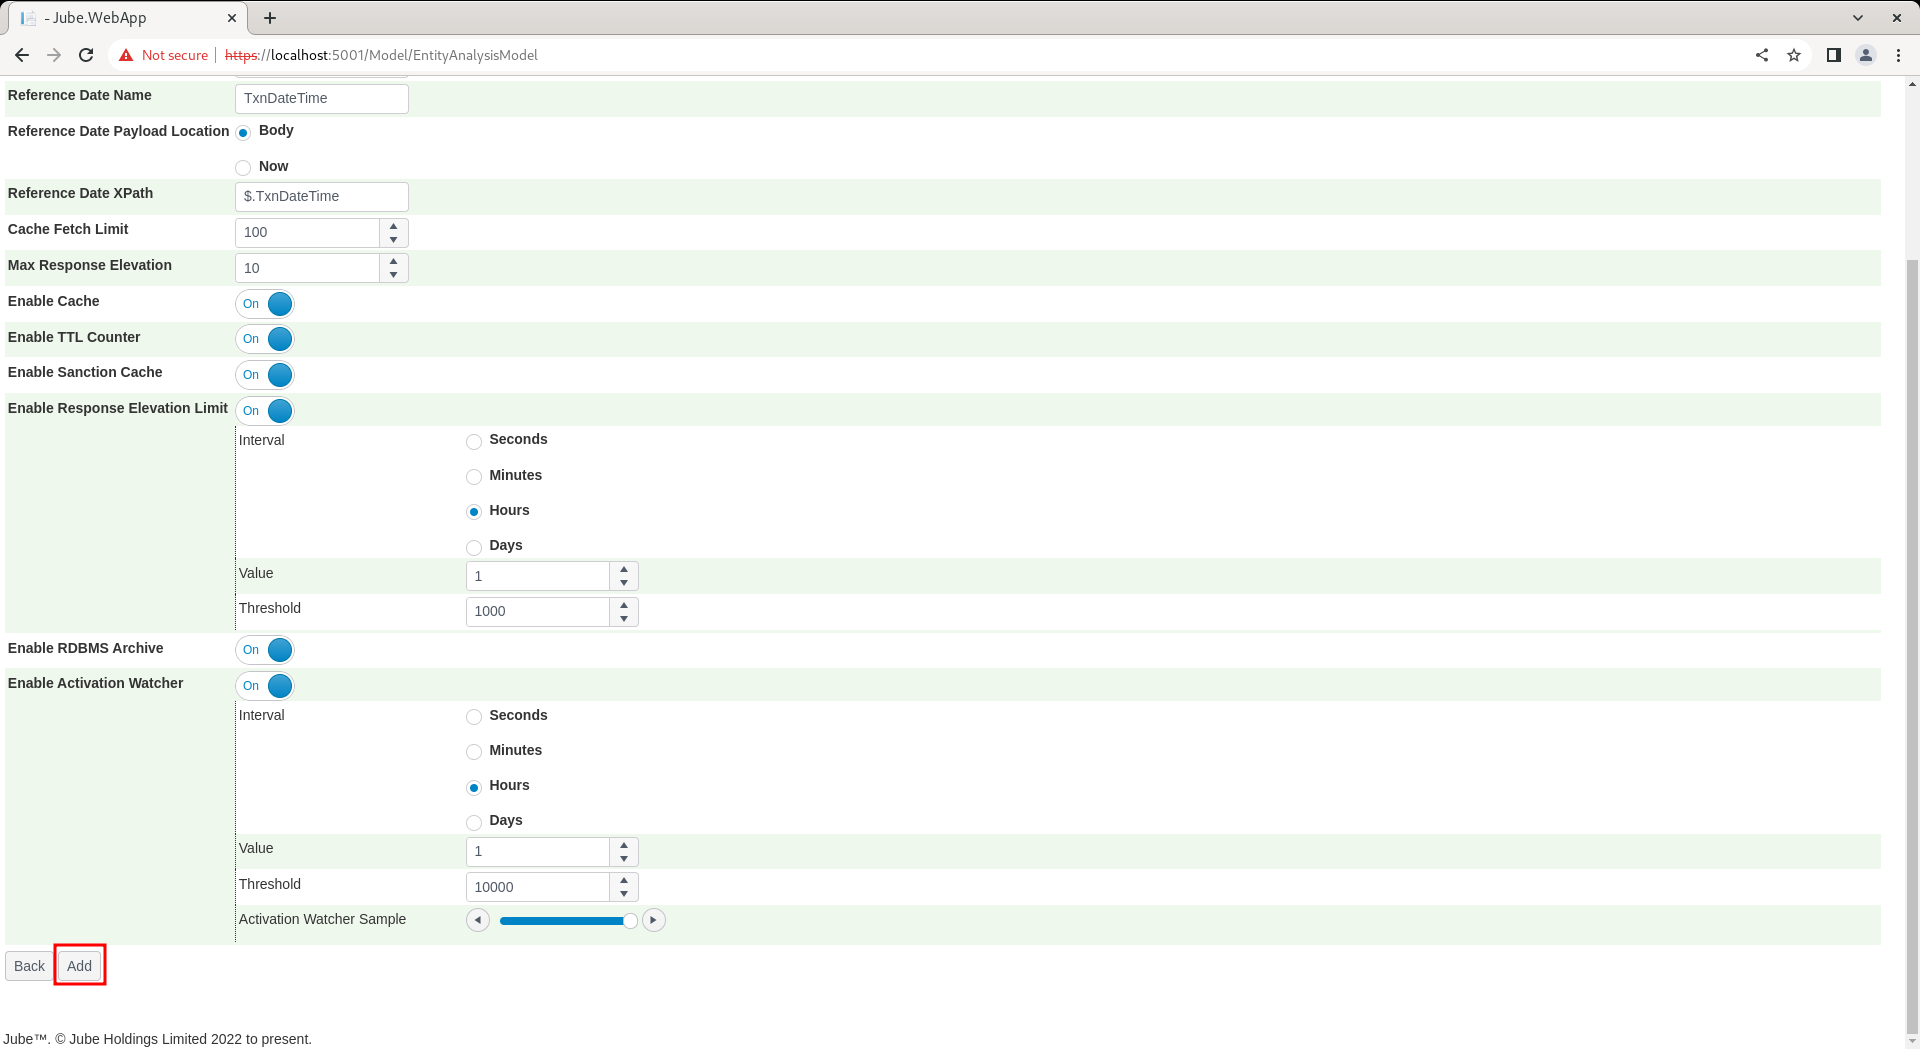 - Jube.WebApp
Not secure https://localhost:5001/Model/EntityAnalysisModel
Reference Date Name TxnDateTime
Reference Date Payload Location Body
Now
Reference Date XPath $.TxnDateTime
Cache Fetch Limit 100
Max Response Elevation 10
Enable Cache On
Enable TTL Counter On
Enable Sanction Cache On
Enable Response Elevation Limit On
Interval Seconds
Minutes
Hours
Days
Value 1
Threshold 1000
Enable RDBMS Archive On
Enable Activation Watcher On
Interval Seconds
Minutes
Hours
Days
Value 1
Threshold 10000
Activation Watcher Sample
Back Add
Jube™. © Jube Holdings Limited 2022 to present.